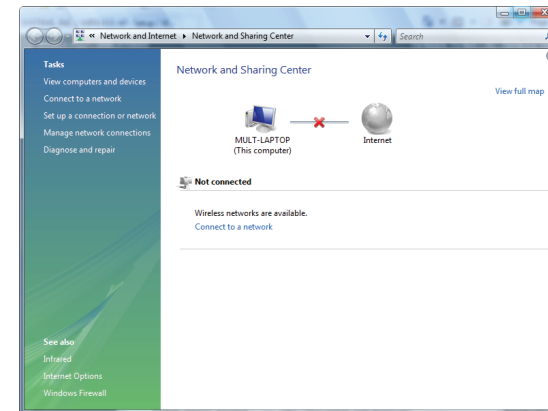 « Network and Internet ▸ Network and Sharing Center
Search
Tasks
View computers and devices
Connect to a network
Set up a connection or network
Manage network connections
Diagnose and repair
See also
Infrared
Internet Options
Windows Firewall
Network and Sharing Center
View full map
MULT-LAPTOP
(This computer)
Internet
Not connected
Wireless networks are available.
Connect to a network